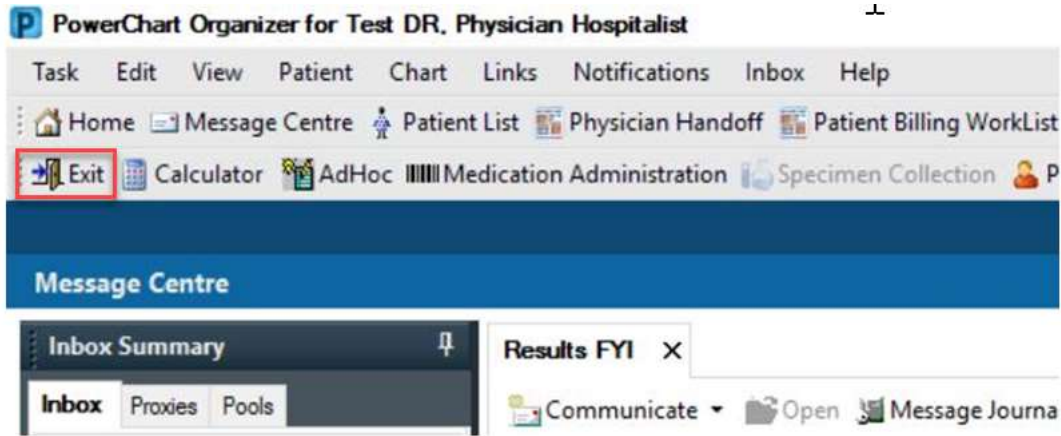 P PowerChart Organizer for Test DR, Physician Hospitalist
Task Edit View Patient Chart Links Notifications Inbox Help
Home Message Centre Patient List Physician Handoff Patient Billing WorkList
Exit Calculator AdHoc Medication Administration Specimen Collection P
Message Centre
Inbox Summary
Results FYI X
Inbox Proxies Pools
Communicate Open Message Journa